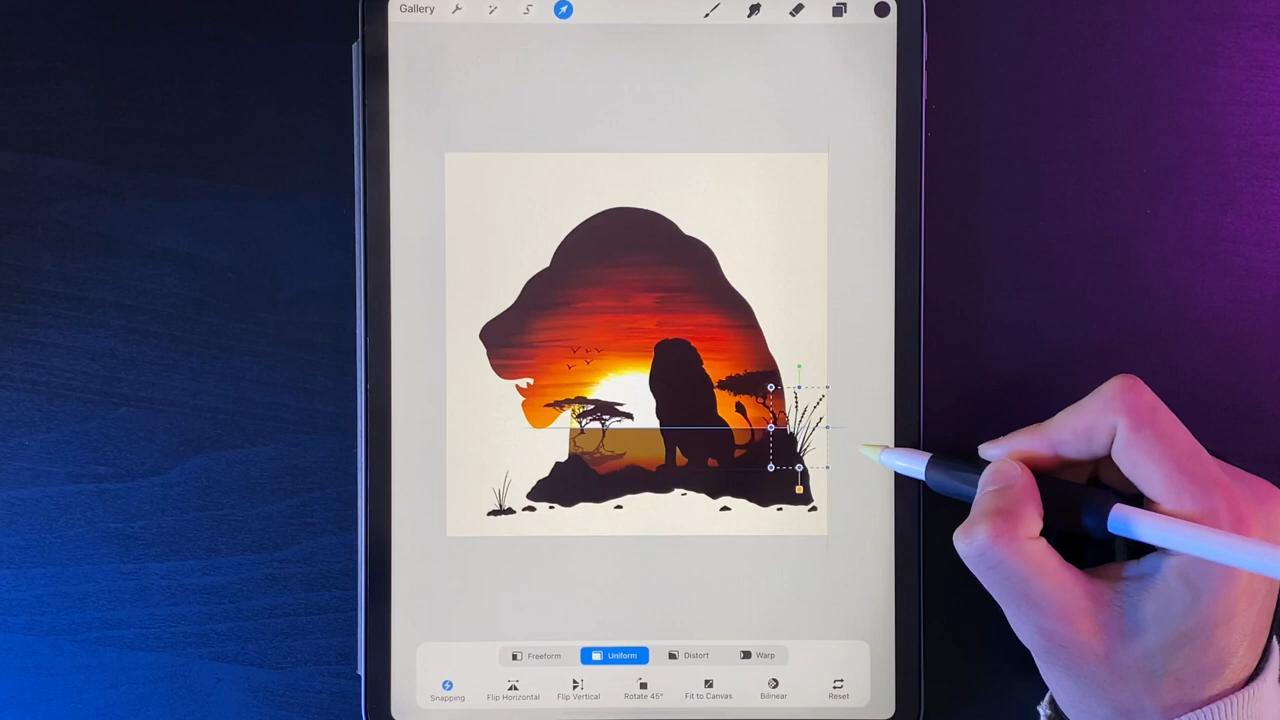 Gallery
Freeform Uniform Distort Warp
Snapping Flip Horizontal Flip Vertical Rotate 45° Fit to Canvas Bilinear Reset